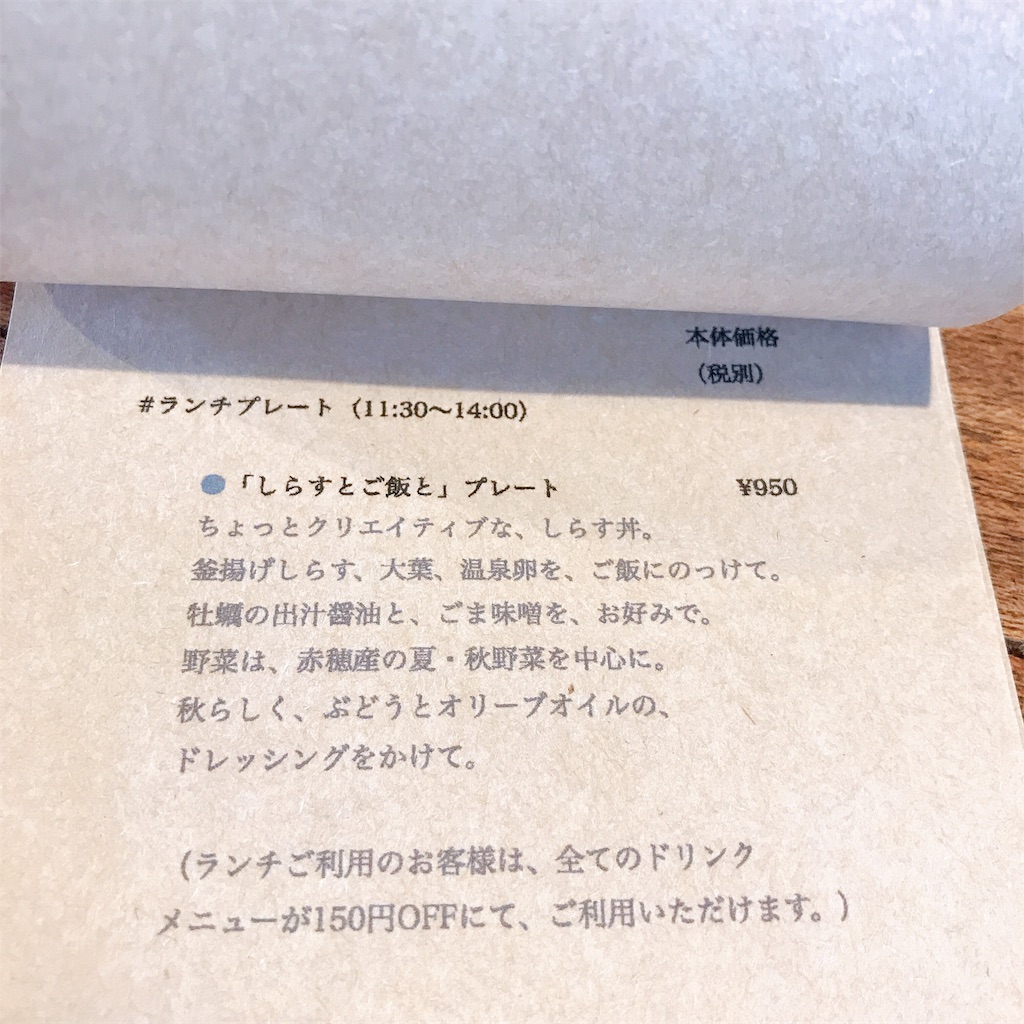 本体価格
（税別）
#ランチプレート（11:30〜14:00）
●「しらすとご飯と」プレート ¥950
ちょっとクリエイティブな、しらす丼。
釜揚げしらす、大葉、温泉卵を、ご飯にのっけて。
牡蠣の出汁醤油と、ごま味噌を、お好みで。
野菜は、赤穂産の夏・秋野菜を中心に。
秋らしく、ぶどうとオリーブオイルの、
ドレッシングをかけて。
（ランチご利用のお客様は、全てのドリンク
メニューが150円OFFにて、ご利用いただけます。）